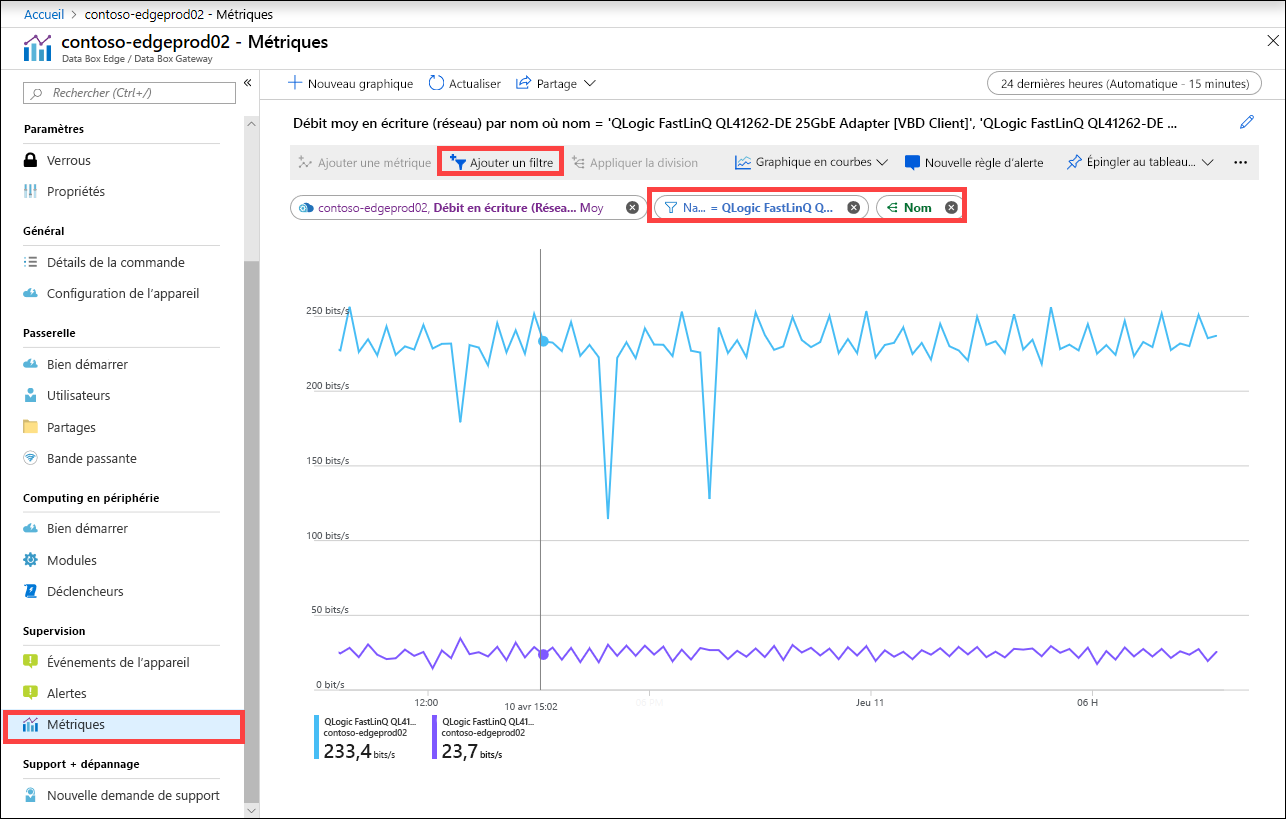 Accueil > contoso-edgeprod02 - Métriques
contoso-edgeprod02 - Métriques
Data Box Edge / Data Box Gateway
Rechercher (Ctrl+/)
«
Paramètres
Verrous
Propriétés
Général
Détails de la commande
Configuration de l'appareil
Passerelle
Bien démarrer
Utilisateurs
Partages
Bande passante
Computing en périphérie
Bien démarrer
Modules
Déclencheurs
Supervision
Événements de l'appareil
Alertes
Métriques
Support + dépannage
Nouvelle demande de support
Nouveau graphique
Actualiser
Partage
24 dernières heures (Automatique - 15 minutes)
Débit moy en écriture (réseau) par nom où nom = 'QLogic FastLinQ QL41262-DE 25GbE Adapter [VBD Client]', 'QLogic FastLinQ QL41262-DE ...
Ajouter une métrique
Ajouter un filtre
Appliquer la division
Graphique en courbes
Nouvelle règle d'alerte
Épingler au tableau...
...
contoso-edgeprod02, Débit en écriture (Résea... Moy
Na... = QLogic FastLinQ Q...
Nom
250 bits/s
200 bits/s
150 bits/s
100 bits/s
50 bits/s
0 bit/s
12:00
10 avr 15:02
06 PM
Jeu 11
06 H
QLogic FastLinQ QL41...
contoso-edgeprod02
233,4 bits/s
QLogic FastLinQ QL41...
contoso-edgeprod02
23,7 bits/s